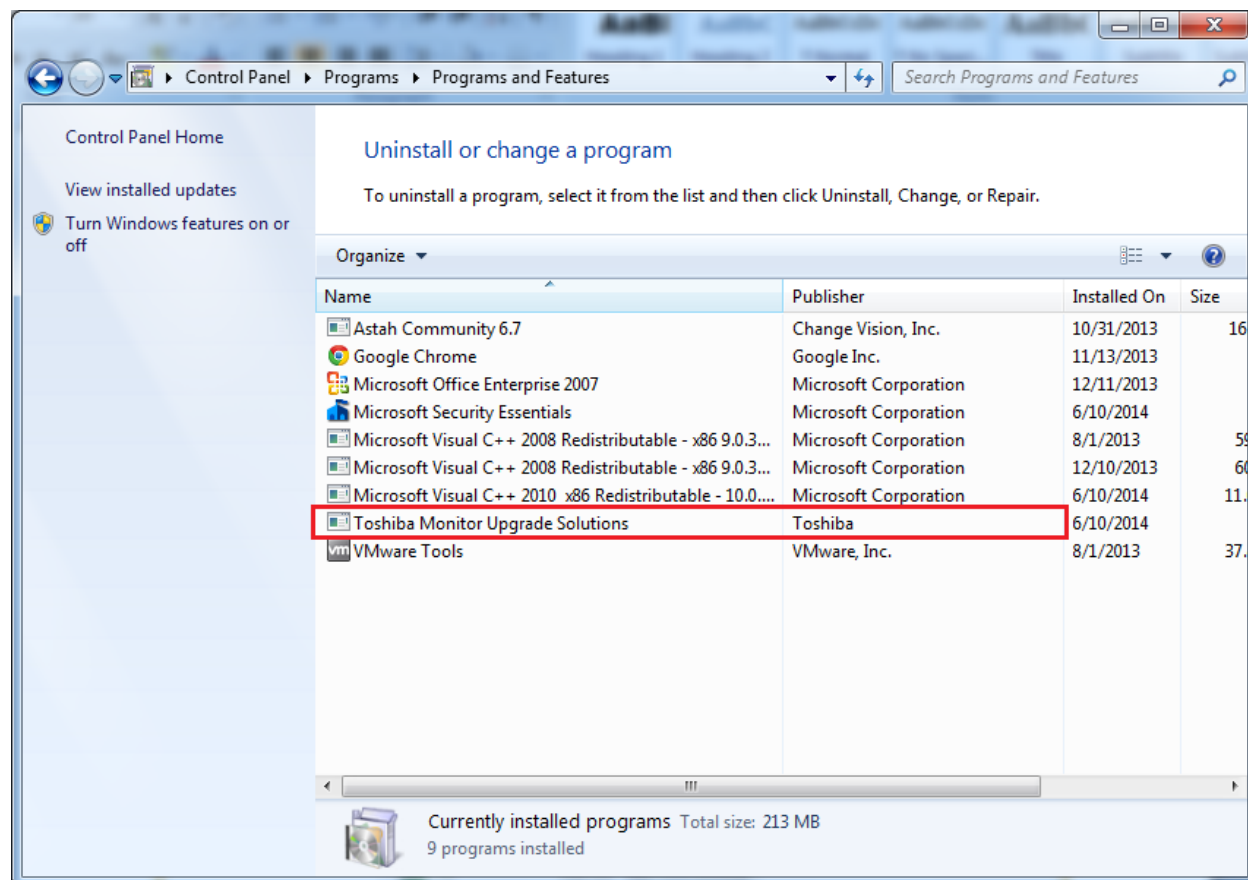 Control Panel Programs Programs and Features
Search Programs and Features
Control Panel Home
View installed updates
Turn Windows features on or
off
Uninstall or change a program
To uninstall a program, select it from the list and then click Uninstall, Change, or Repair.
Organize
Name Publisher Installed On Size
Astah Community 6.7 Change Vision, Inc. 10/31/2013 16
Google Chrome Google Inc. 11/13/2013
Microsoft Office Enterprise 2007 Microsoft Corporation 12/11/2013
Microsoft Security Essentials Microsoft Corporation 6/10/2014
Microsoft Visual C++ 2008 Redistributable - x86 9.0.3... Microsoft Corporation 8/1/2013 59
Microsoft Visual C++ 2008 Redistributable - x86 9.0.3... Microsoft Corporation 12/10/2013 60
Microsoft Visual C++ 2010 x86 Redistributable - 10.0.... Microsoft Corporation 6/10/2014 11.
Toshiba Monitor Upgrade Solutions Toshiba 6/10/2014
vm VMware Tools VMware, Inc. 8/1/2013 37.
Currently installed programs Total size: 213 MB
9 programs installed